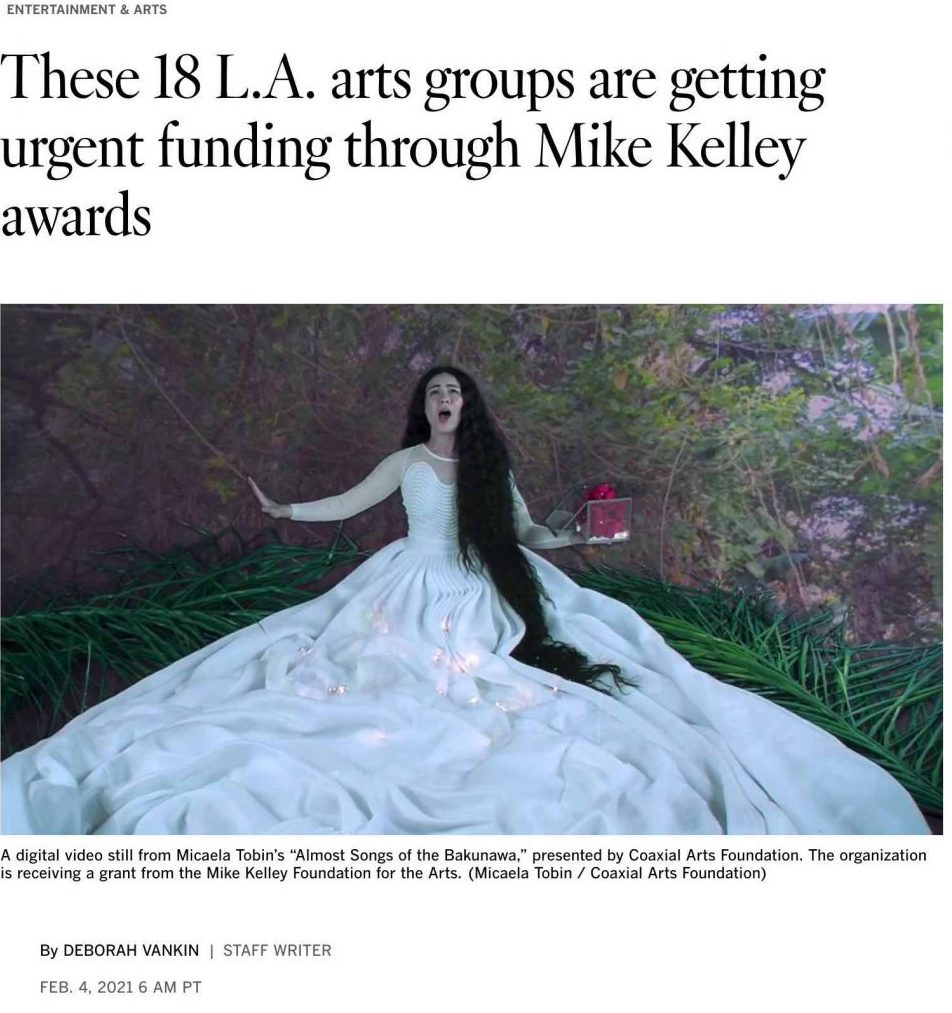 ENTERTAINMENT & ARTS
These 18 L.A. arts groups are getting
urgent funding through Mike Kelley
awards
A digital video still from Micaela Tobin’s “Almost Songs of the Bakunawa,” presented by Coaxial Arts Foundation. The organization
is receiving a grant from the Mike Kelley Foundation for the Arts. (Micaela Tobin / Coaxial Arts Foundation)
By DEBORAH VANKIN | STAFF WRITER
FEB. 4, 2021 6 AM PT